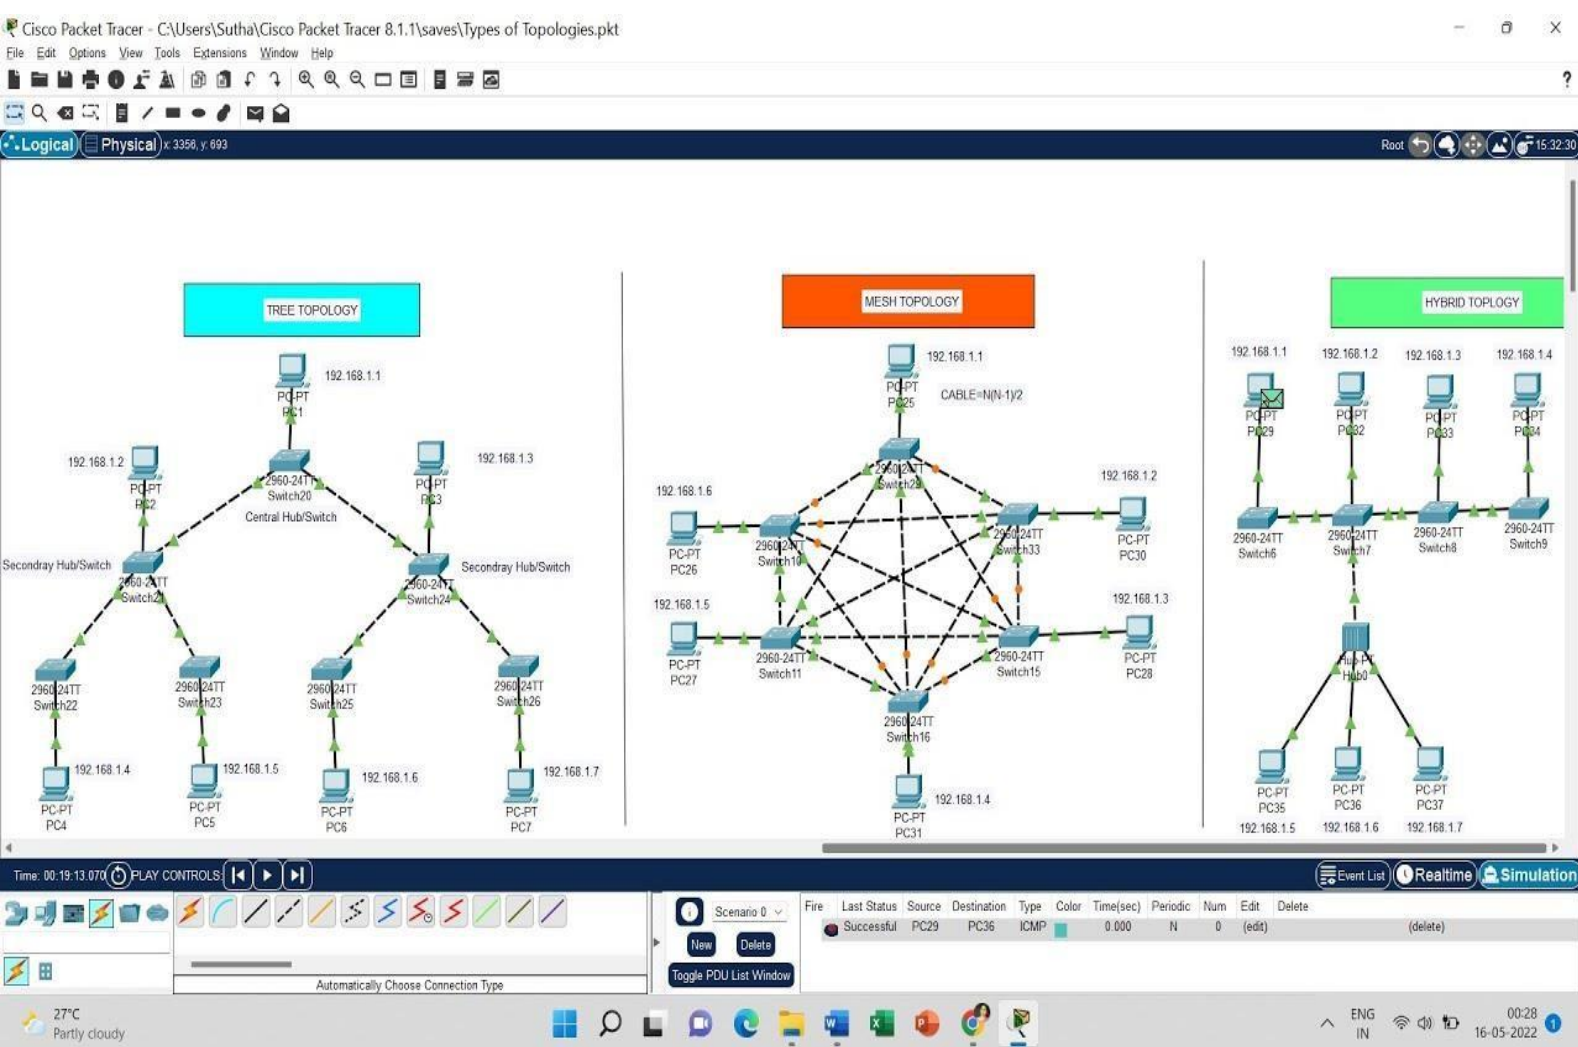 Cisco Packet Tracer - C:\Users\Sutha\Cisco Packet Tracer 8.1.1\saves\Types of Topologies.pkt
File Edit Options View Tools Extensions Window Help
?
Logical Physical x: 3356, y: 693 Root 15:32:30
TREE TOPOLOGY
192.168.1.1
PC-PT
PC1
192.168.1.2
PC-PT
PC2
192.168.1.3
PC-PT
PC3
2960-24TT
Switch20
Central Hub/Switch
Secondray Hub/Switch
2960-24TT
Switch21
2960-24TT
Switch24
Secondray Hub/Switch
2960-24TT
Switch22
2960-24TT
Switch23
2960-24TT
Switch25
2960-24TT
Switch26
192.168.1.4
PC-PT
PC4
192.168.1.5
PC-PT
PC5
192.168.1.6
PC-PT
PC6
192.168.1.7
PC-PT
PC7
MESH TOPOLOGY
192.168.1.1
PC-PT
PC25
CABLE=N(N-1)/2
2960-24TT
Switch29
192.168.1.6
PC-PT
PC26
2960-24TT
Switch10
192.168.1.2
PC-PT
PC30
2960-24TT
Switch33
192.168.1.5
PC-PT
PC27
2960-24TT
Switch11
192.168.1.3
PC-PT
PC28
2960-24TT
Switch15
2960-24TT
Switch16
192.168.1.4
PC-PT
PC31
HYBRID TOPLOGY
192.168.1.1
PC-PT
PC29
192.168.1.2
PC-PT
PC32
192.168.1.3
PC-PT
PC33
192.168.1.4
PC-PT
PC34
2960-24TT
Switch6
2960-24TT
Switch7
2960-24TT
Switch8
2960-24TT
Switch9
Hub-PT
Hub0
PC-PT
PC35
192.168.1.5
PC-PT
PC36
192.168.1.6
PC-PT
PC37
192.168.1.7
Time: 00:19:13.070 PLAY CONTROLS: Event List Realtime Simulation
Scenario 0
New Delete
Toggle PDU List Window
Fire Last Status Source Destination Type Color Time(sec) Periodic Num Edit Delete
Successful PC29 PC36 ICMP 0.000 N 0 (edit) (delete)
Automatically Choose Connection Type
27°C
Partly cloudy
ENG
IN
00:28
16-05-2022
1